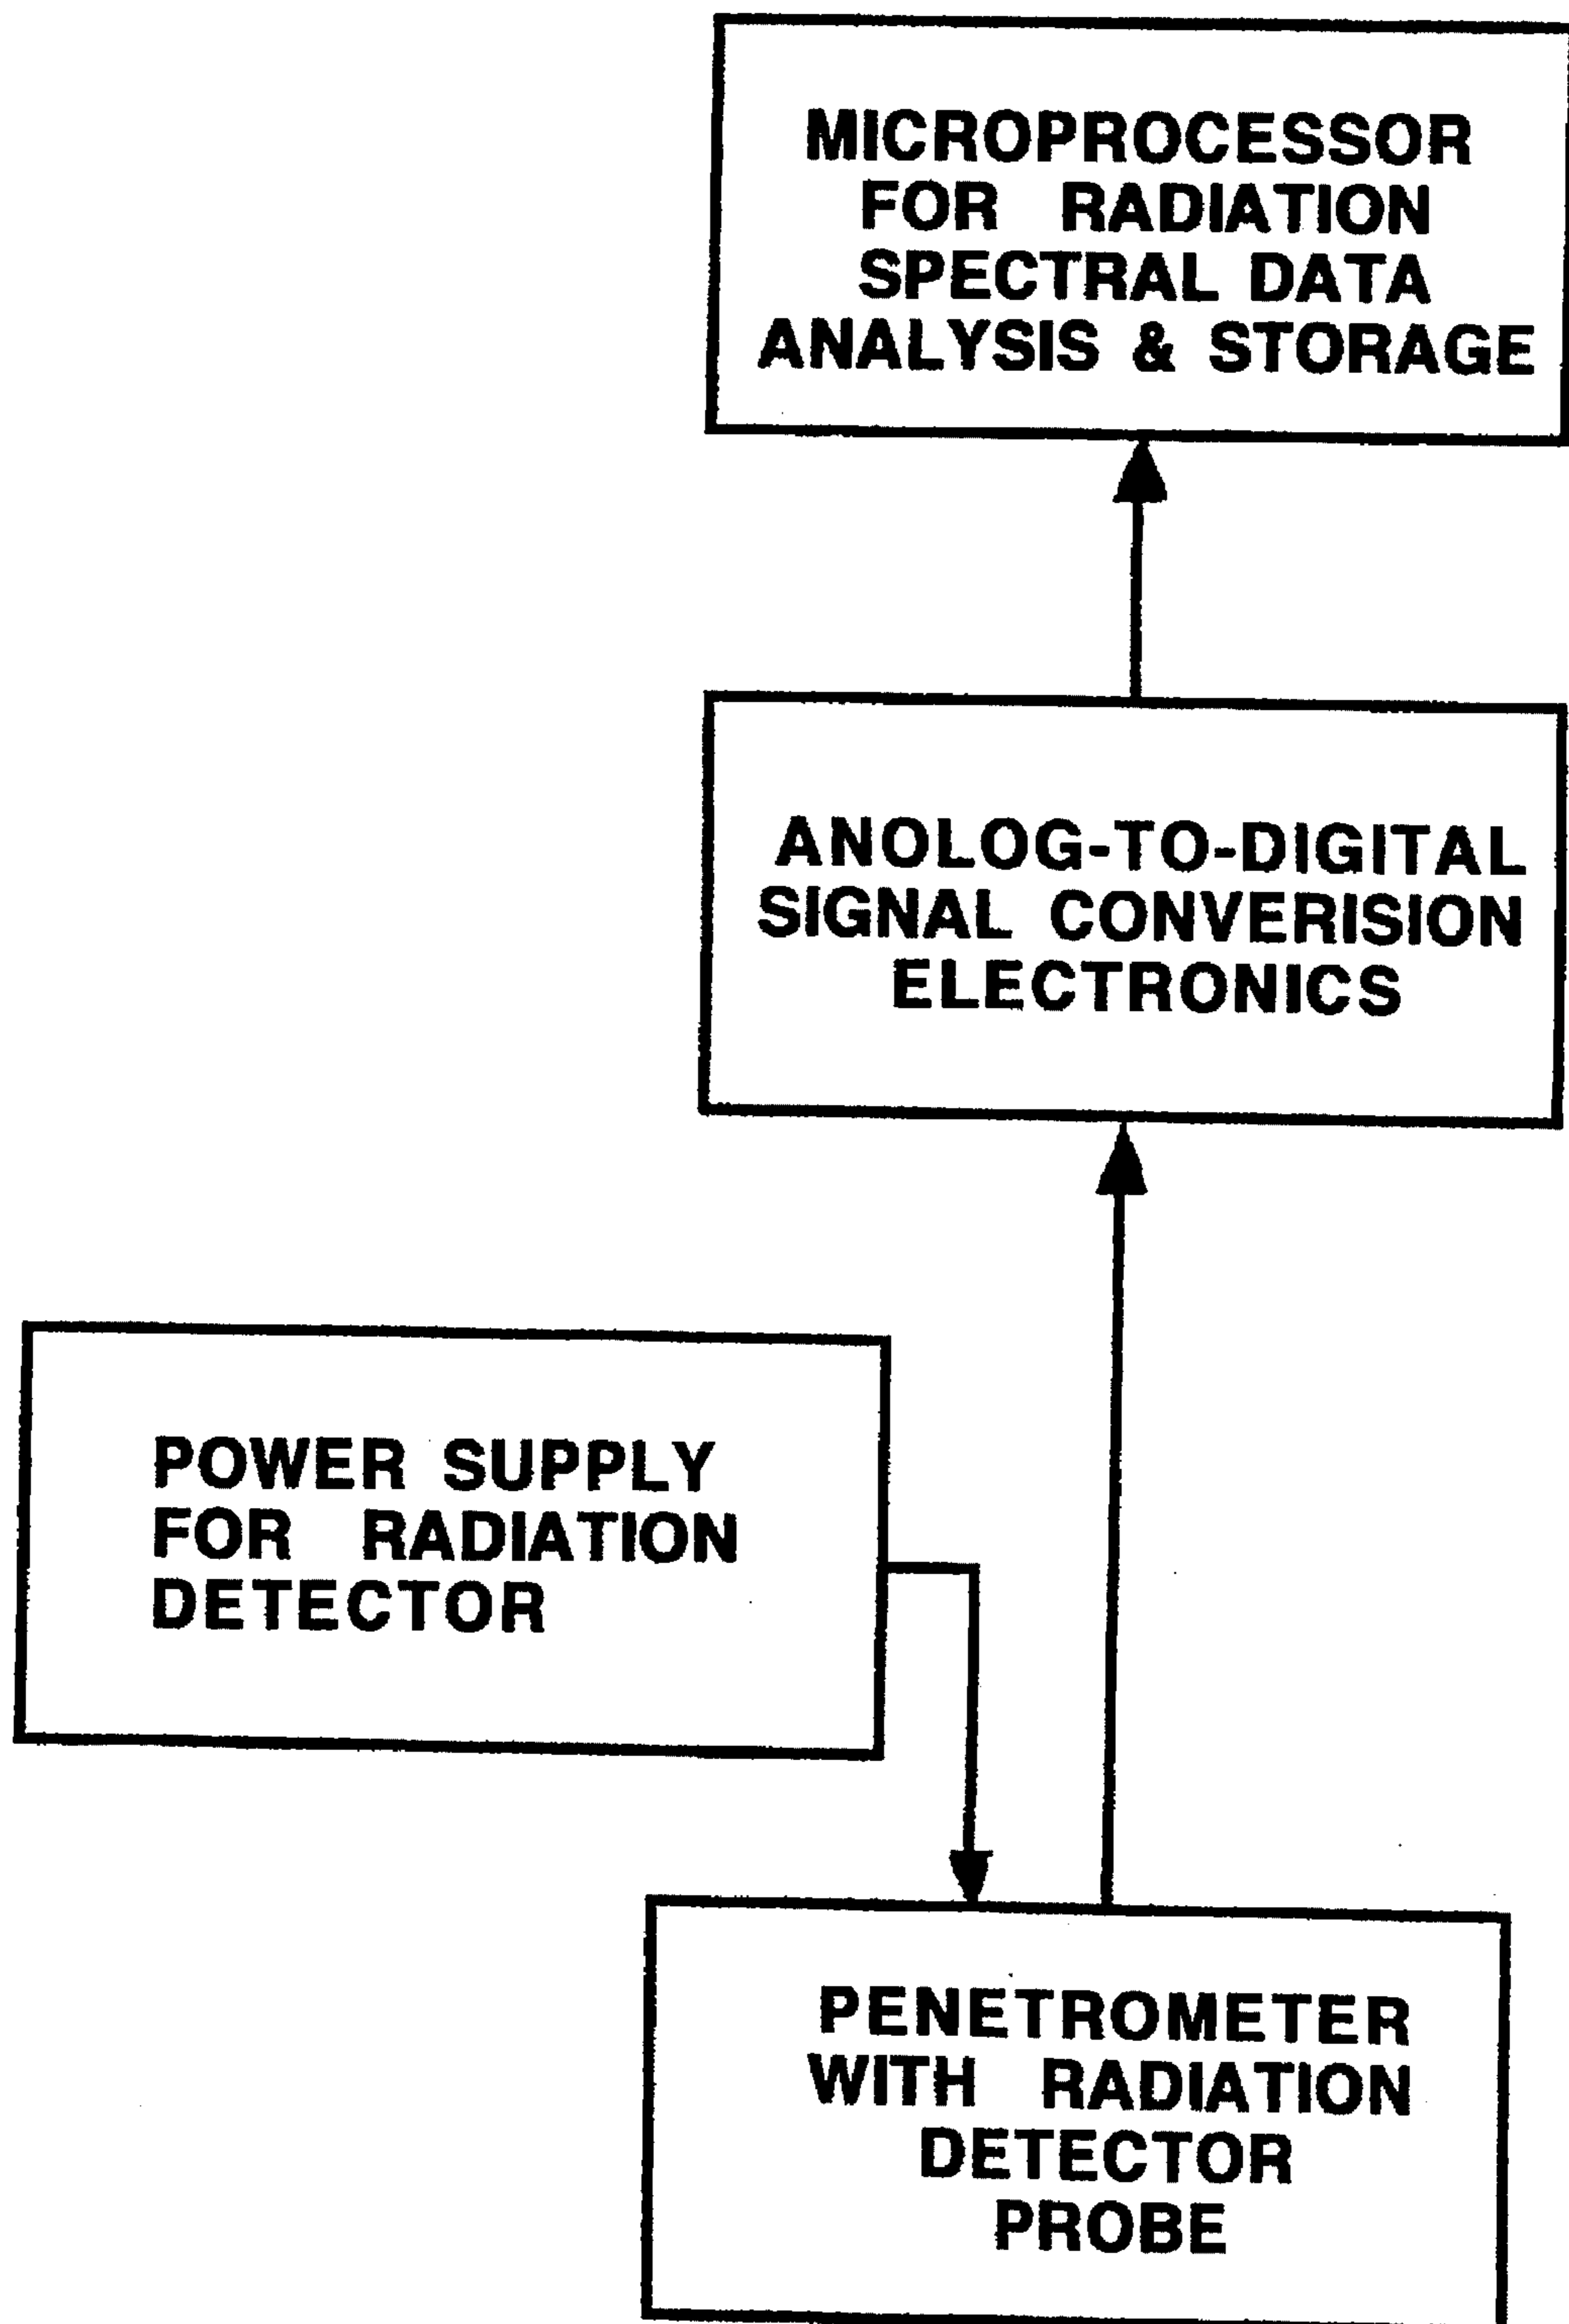 MICROPROCESSOR
FOR RADIATION
SPECTRAL DATA
ANALYSIS & STORAGE
ANOLOG-TO-DIGITAL
SIGNAL CONVERISION
ELECTRONICS
POWER SUPPLY
FOR RADIATION
DETECTOR
PENETROMETER
WITH RADIATION
DETECTOR
PROBE